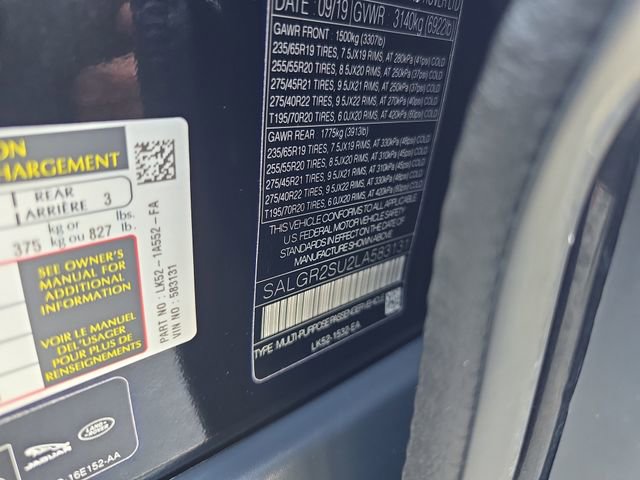 ROVER LTD
DATE 09/19 GVWR 3140kg (6922lb)
GAWR FRONT : 1500kg (3307lb)
235/65R19 TIRES, 7.5JX19 RIMS, AT 280kPa (41psi) COLD
255/55R20 TIRES, 8.5JX20 RIMS, AT 250kPa (37psi) COLD
275/45R21 TIRES, 9.5JX21 RIMS, AT 250kPa (37psi) COLD
275/40R22 TIRES, 9.5JX22 RIMS, AT 270kPa (40psi) COLD
T195/70R20 TIRES, 6.0JX20 RIMS, AT 420kPa (60psi) COLD
GAWR REAR : 1775kg (3913lb)
235/65R19 TIRES, 7.5JX19 RIMS, AT 330kPa (48psi) COLD
255/55R20 TIRES, 8.5JX20 RIMS, AT 310kPa (45psi) COLD
275/45R21 TIRES, 9.5JX21 RIMS, AT 310kPa (45psi) COLD
275/40R22 TIRES, 9.5JX22 RIMS, AT 330kPa (48psi) COLD
T195/70R20 TIRES, 6.0JX20 RIMS, AT 420kPa (60psi) COLD
THIS VEHICLE CONFORMS TO ALL APPLICABLE
U.S. FEDERAL MOTOR VEHICLE SAFETY
STANDARDS IN EFFECT ON THE DATE OF
MANUFACTURE SHOWN ABOVE.
SALGR2SU2LA583131
TYPE: MULTI-PURPOSE PASSENGER VEHICLE
LK52-1532-EA
ON
CHARGEMENT
REAR
ARRIÈRE 3
375 kg or kg ou 827 lbs. lb.
SEE OWNER'S
MANUAL FOR
ADDITIONAL
INFORMATION
VOIR LE MANUEL
DE L'USAGER
POUR PLUS DE
RENSEIGNEMENTS
PART NO : LK52-1A552-FA
VIN NO : 583131
JAGUAR
LAND ROVER
16E152-AA